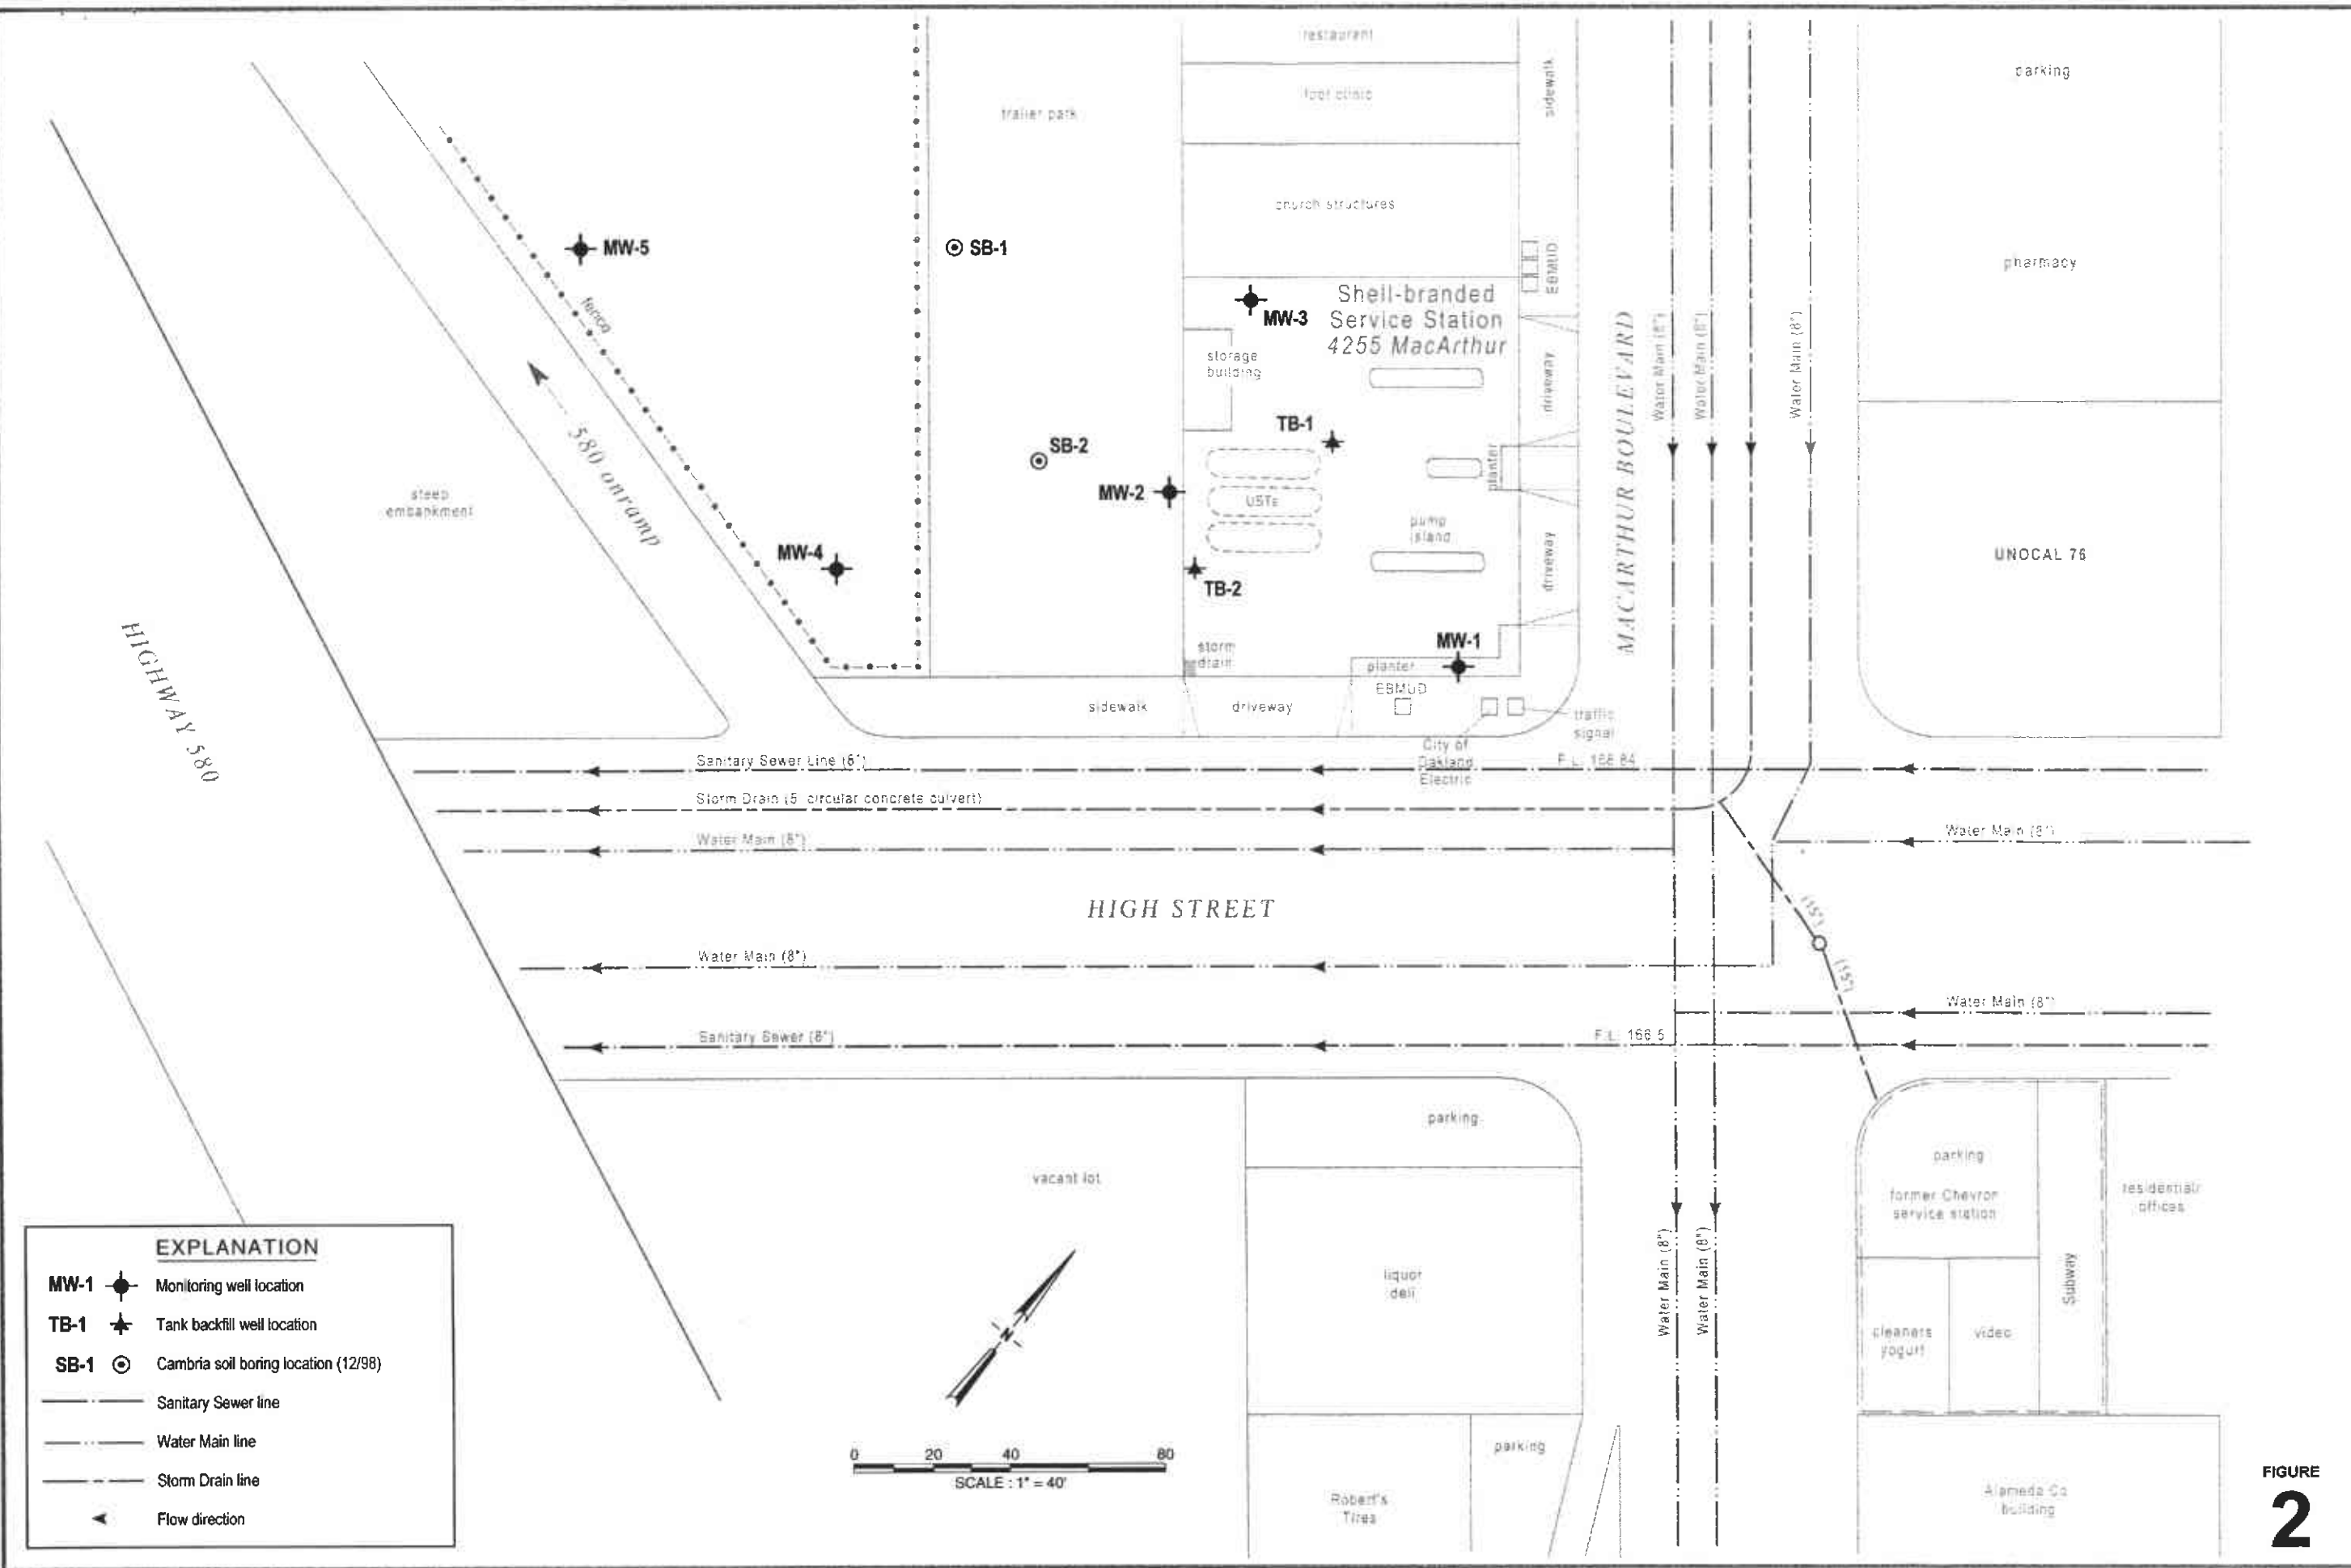 restaurant
foot clinic
church structures
trailer park
sidewalk
parking
pharmacy
MW-5
SB-1
EBMUD
Shell-branded
Service Station
4255 MacArthur
MW-3
fence
storage
building
driveway
MACARTHUR BOULEVARD
Water Main (8")
Water Main (8")
Water Main (8")
TB-1
580 onramp
SB-2
MW-2
USTs
planter
steep
embankment
pump
island
driveway
MW-4
TB-2
UNOCAL 76
HIGHWAY 580
MW-1
storm
drain
planter
EBMUD
sidewalk
driveway
traffic
signal
City of
Oakland
Electric
Sanitary Sewer Line (6")
F.L. 168.84
Storm Drain (5' circular concrete culvert)
Water Main (8")
Water Main (8")
HIGH STREET
(15")
(15")
Water Main (8")
Water Main (8")
Sanitary Sewer (8")
F.L. 166.5
parking
vacant lot
parking
former Chevron
service station
residential/
offices
liquor
deli
Water Main (8")
Water Main (8")
Subway
cleaners
yogurt
video
Robert's
Tires
parking
Alameda Co
building
EXPLANATION
MW-1 Monitoring well location
TB-1 Tank backfill well location
SB-1 Cambria soil boring location (12/98)
Sanitary Sewer line
Water Main line
Storm Drain line
Flow direction
N
0 20 40 80
SCALE : 1" = 40'
FIGURE
2